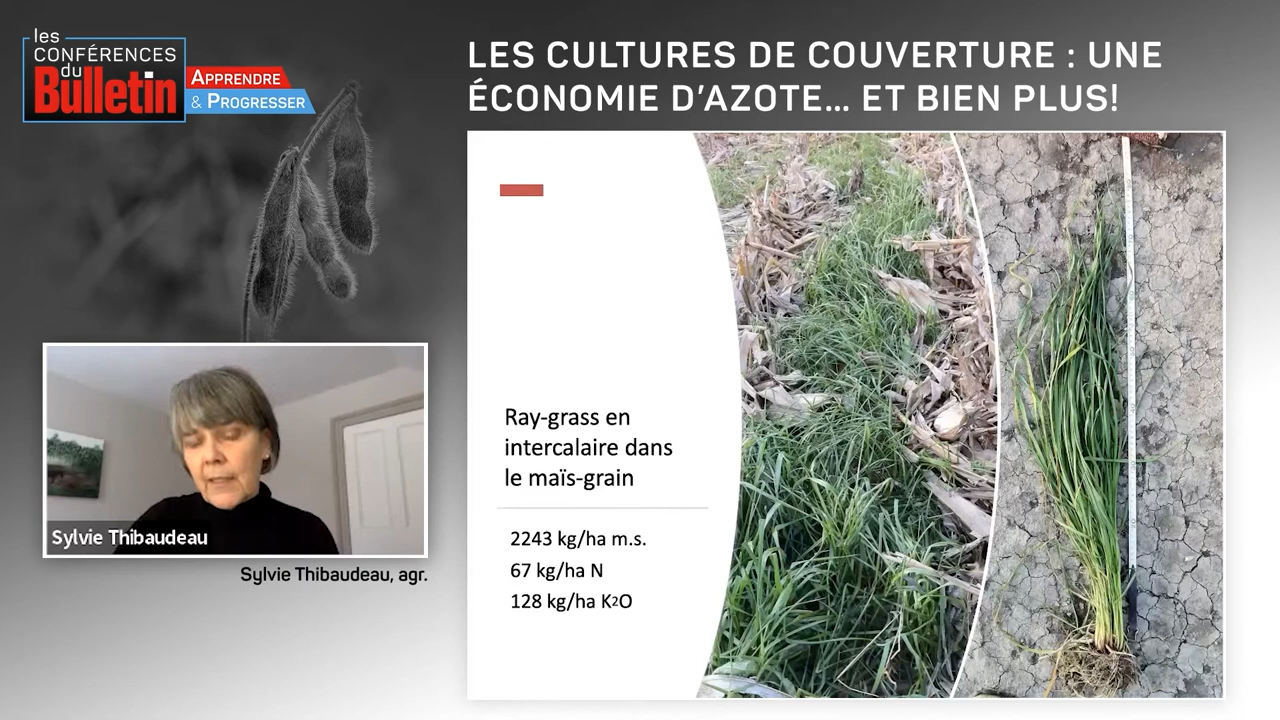 les
CONFÉRENCES
du
Bulletin
APPRENDRE
& PROGRESSER
LES CULTURES DE COUVERTURE : UNE
ÉCONOMIE D'AZOTE... ET BIEN PLUS!
Ray-grass en
intercalaire dans
le maïs-grain
2243 kg/ha m.s.
67 kg/ha N
128 kg/ha K2O
Sylvie Thibaudeau
Sylvie Thibaudeau, agr.